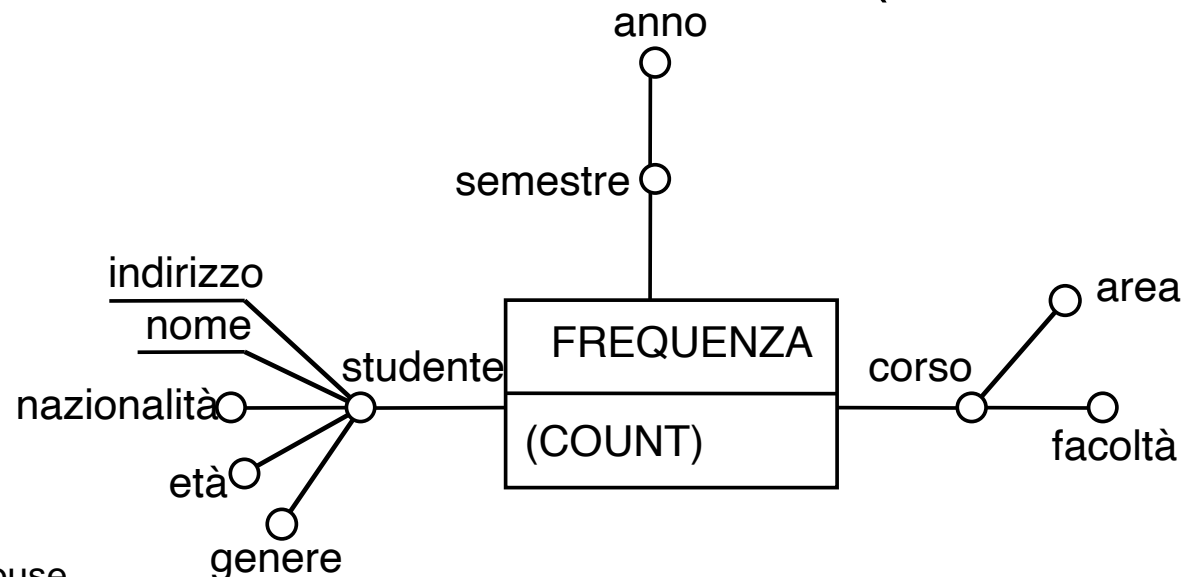 anno
semestre
indirizzo
nome
studente
FREQUENZA
corso
area
nazionalità
(COUNT)
facoltà
età
genere